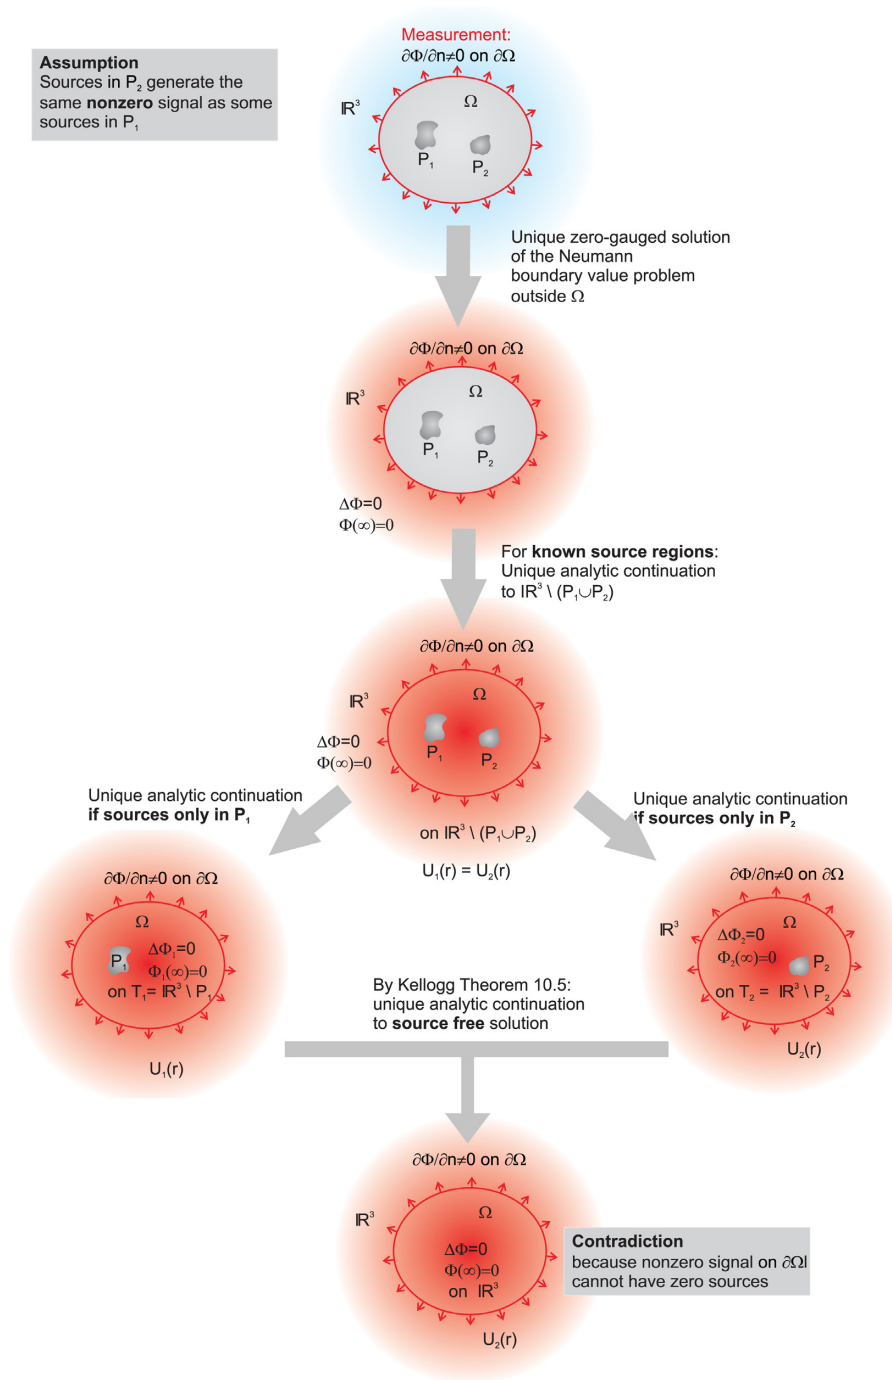 Assumption
Sources in P₂ generate the
same nonzero signal as some
sources in P₁
Measurement:
∂Φ/∂n≠0 on ∂Ω
IR³
Ω
P₁
P₂
Unique zero-gauged solution
of the Neumann
boundary value problem
outside Ω
∂Φ/∂n≠0 on ∂Ω
IR³
Ω
P₁
P₂
ΔΦ=0
Φ(∞)=0
For known source regions:
Unique analytic continuation
to IR³ \ (P₁∪P₂)
∂Φ/∂n≠0 on ∂Ω
IR³
Ω
P₁
P₂
ΔΦ=0
Φ(∞)=0
on IR³ \ (P₁∪P₂)
U₁(r) = U₂(r)
Unique analytic continuation
if sources only in P₁
Unique analytic continuation
if sources only in P₂
∂Φ/∂n≠0 on ∂Ω
Ω
P₁
ΔΦ₁=0
Φ₁(∞)=0
on T₁= IR³ \ P₁
U₁(r)
∂Φ/∂n≠0 on ∂Ω
IR³
Ω
ΔΦ₂=0
Φ₂(∞)=0
P₂
on T₂ = IR³ \ P₂
U₂(r)
By Kellogg Theorem 10.5:
unique analytic continuation
to source free solution
∂Φ/∂n≠0 on ∂Ω
IR³
Ω
ΔΦ=0
Φ(∞)=0
on IR³
U₂(r)
Contradiction
because nonzero signal on ∂Ωl
cannot have zero sources